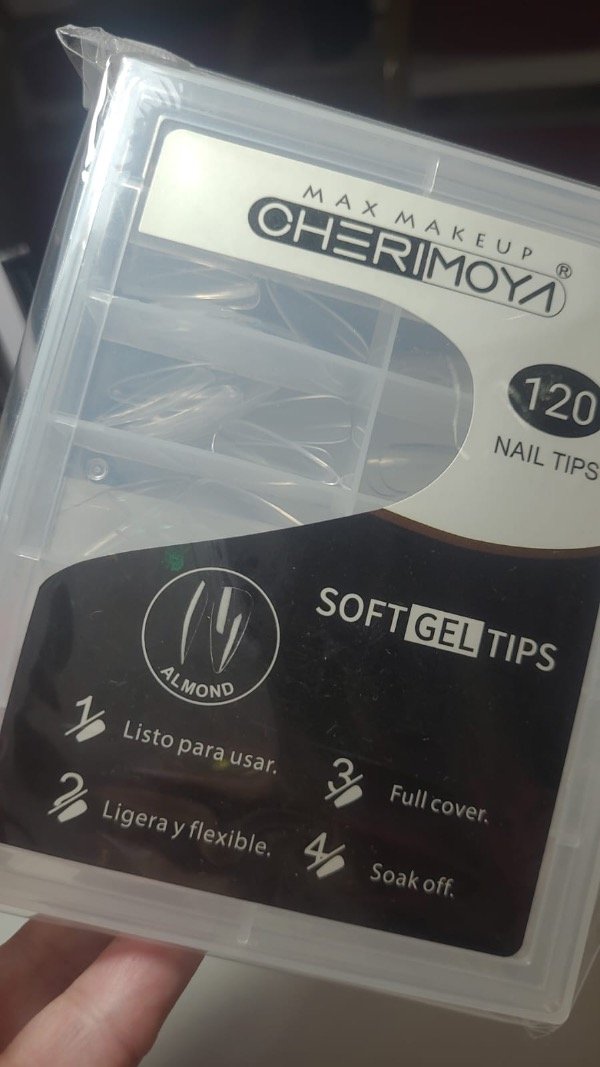 MAX MAKEUP
CHERIMOYA®
120
NAIL TIPS
SOFT GEL TIPS
ALMOND
1 Listo para usar.
2 Ligera y flexible.
3 Full cover.
4 Soak off.